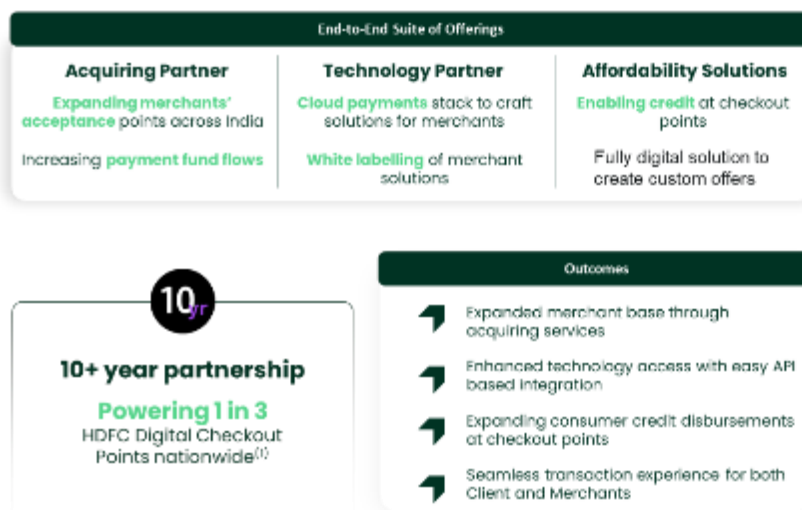 End-to-End Suite of Offerings
Acquiring Partner
Expanding merchants'
acceptance points across India
Increasing payment fund flows
Technology Partner
Cloud payments stack to craft
solutions for merchants
White labelling of merchant
solutions
Affordability Solutions
Enabling credit at checkout
points
Fully digital solution to
create custom offers
10yr
10+ year partnership
Powering 1 in 3
HDFC Digital Checkout
Points nationwide(1)
Outcomes
Expanded merchant base through
acquiring services
Enhanced technology access with easy API
based integration
Expanding consumer credit disbursements
at checkout points
Seamless transaction experience for both
Client and Merchants